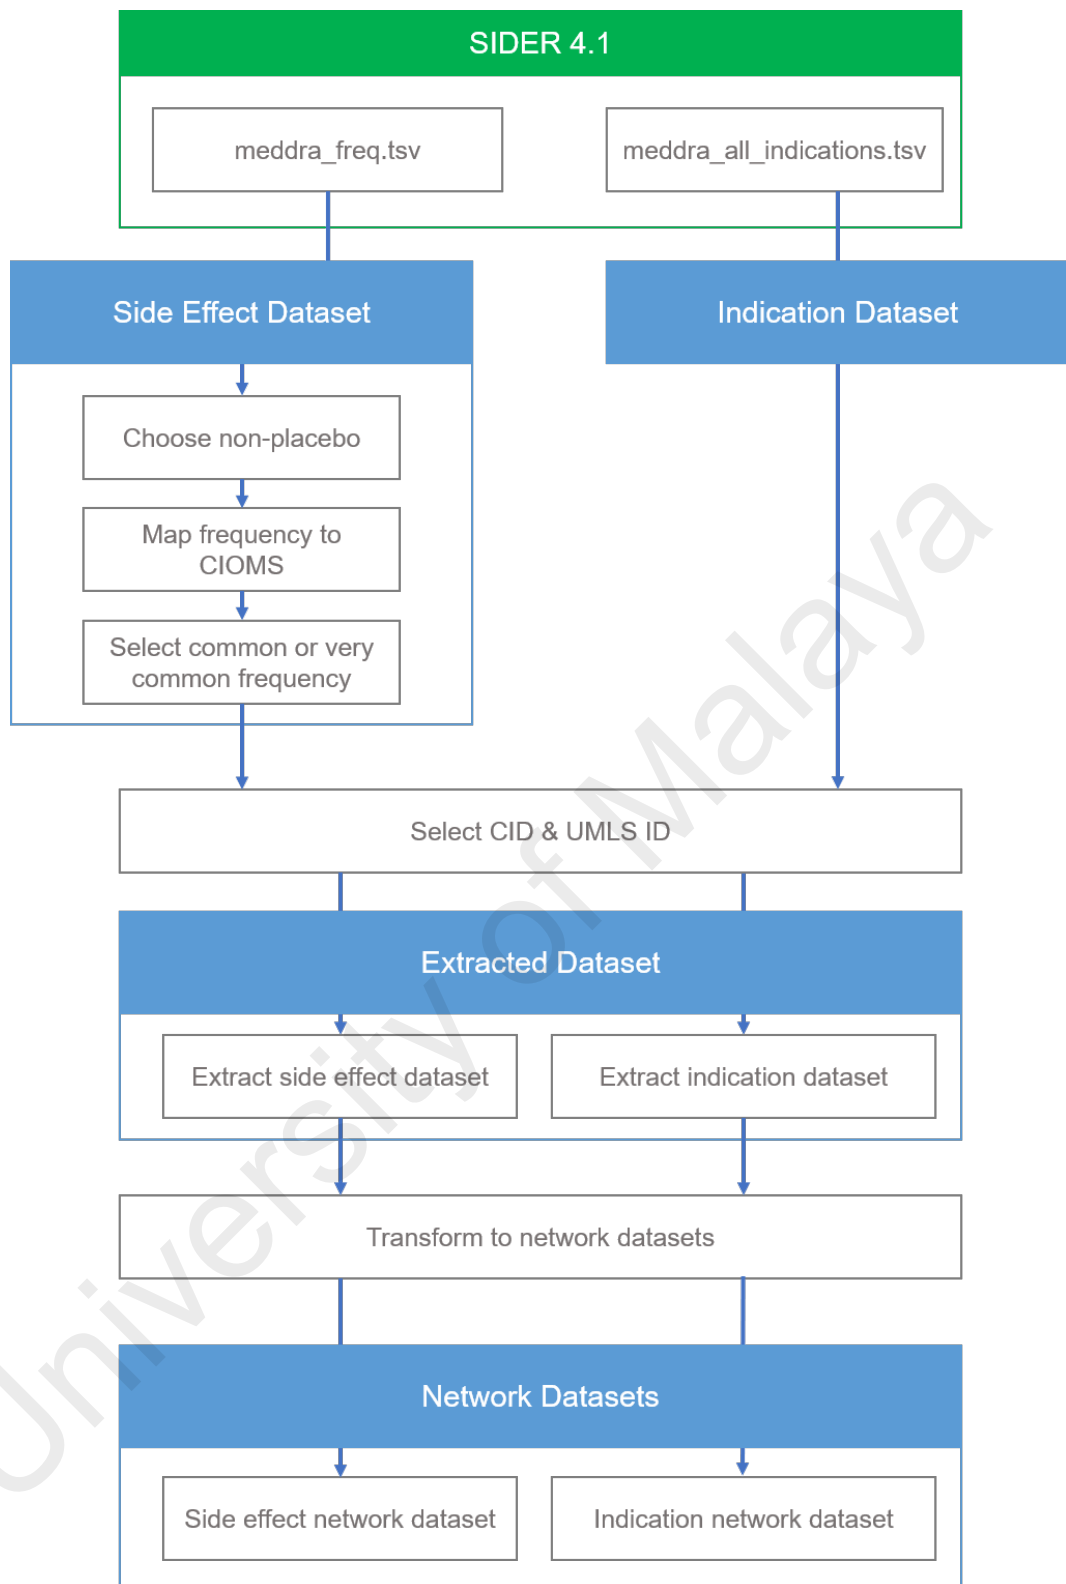 SIDER 4.1
meddra_freq.tsv
meddra_all_indications.tsv
Side Effect Dataset
Indication Dataset
Choose non-placebo
Map frequency to
CIOMS
Select common or very
common frequency
Select CID & UMLS ID
Extracted Dataset
Extract side effect dataset
Extract indication dataset
Transform to network datasets
Network Datasets
Side effect network dataset
Indication network dataset
University of Malaya